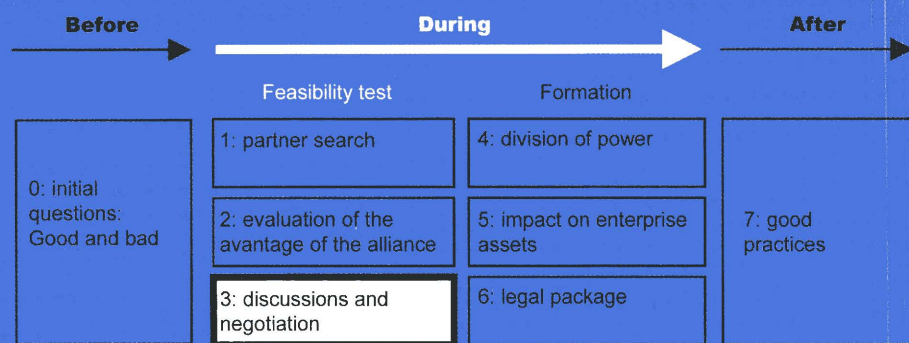 Before
During
After
Feasibility test
Formation
0: initial
questions:
Good and bad
1: partner search
2: evaluation of the
avantage of the alliance
3: discussions and
negotiation
4: division of power
5: impact on enterprise
assets
6: legal package
7: good
practices